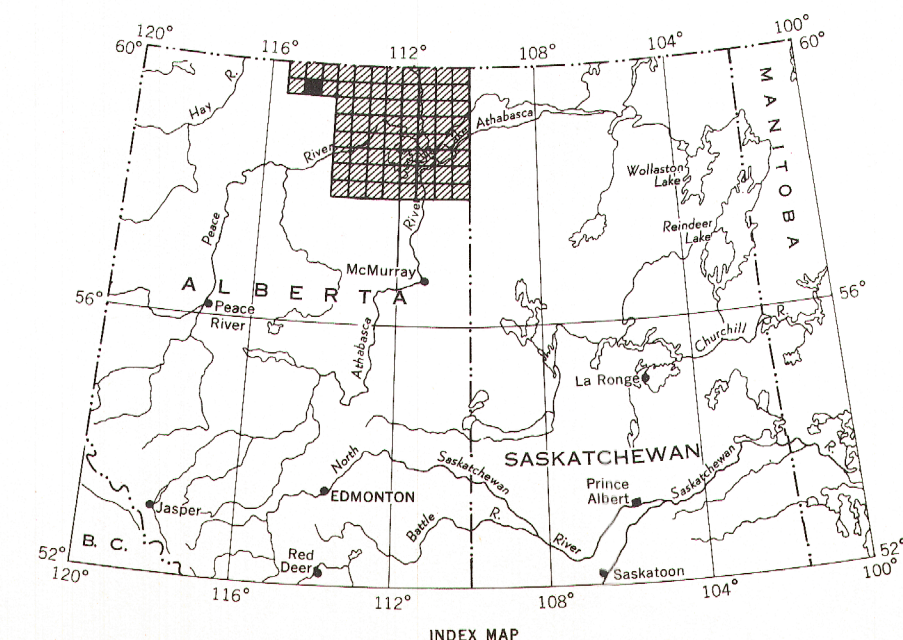 120°
116°
112°
108°
104°
100°
60°
60°
Hay
R.
River
Lake
Athabasca
MANITOBA
Wollaston
Lake
Reindeer
Lake
Peace
River
McMurray
ALBERTA
56°
56°
Peace
River
Athabasca
Churchill
R.
La Ronge
SASKATCHEWAN
North
Saskatchewan
Saskatchewan
R.
Prince
Albert
EDMONTON
Jasper
Battle
R.
River
B. C.
Red
Deer
Saskatoon
52°
52°
120°
116°
112°
108°
104°
100°
INDEX MAP